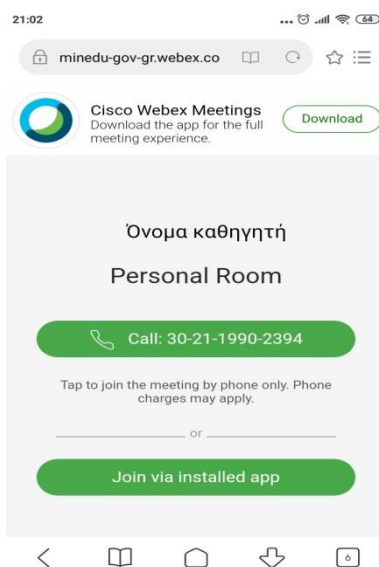 21:02
64
minedu-gov-gr.webex.co
Cisco Webex Meetings
Download the app for the full
meeting experience.
Download
Όνομα καθηγητή
Personal Room
Call: 30-21-1990-2394
Tap to join the meeting by phone only. Phone
charges may apply.
or
Join via installed app
6